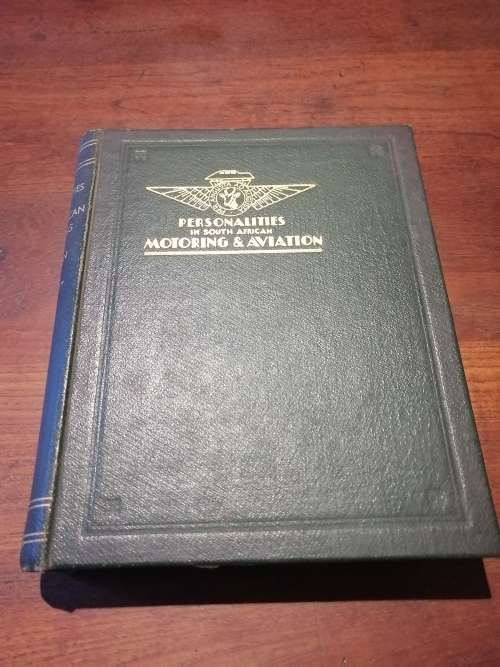 PERSONALITIES
IN SOUTH AFRICAN
MOTORING & AVIATION